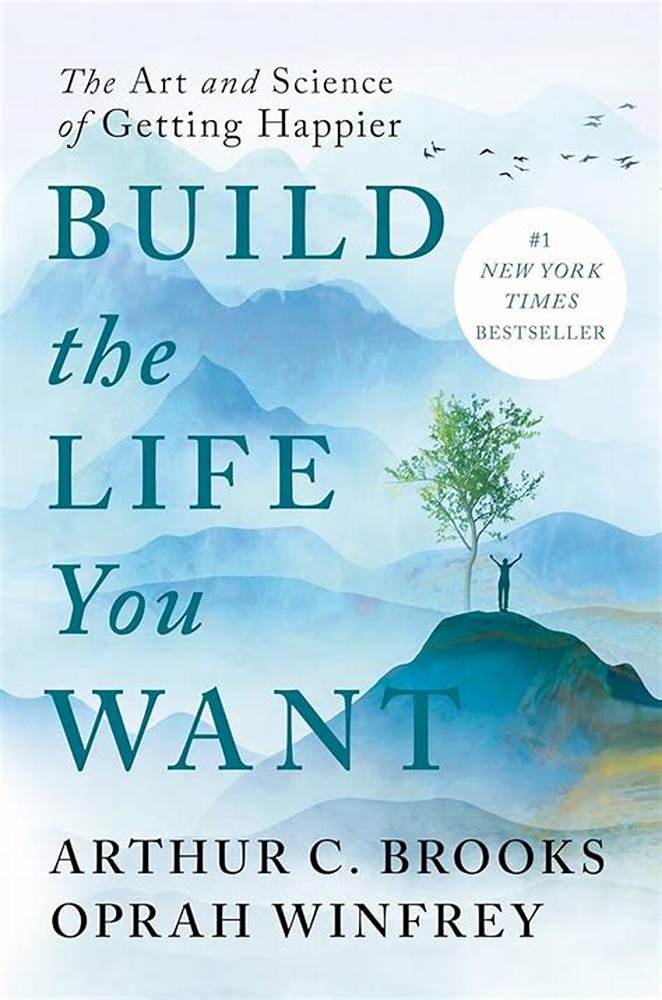 The Art and Science
of Getting Happier
BUILD
the
LIFE
You
WANT
#1
NEW YORK
TIMES
BESTSELLER
ARTHUR C. BROOKS
OPRAH WINFREY